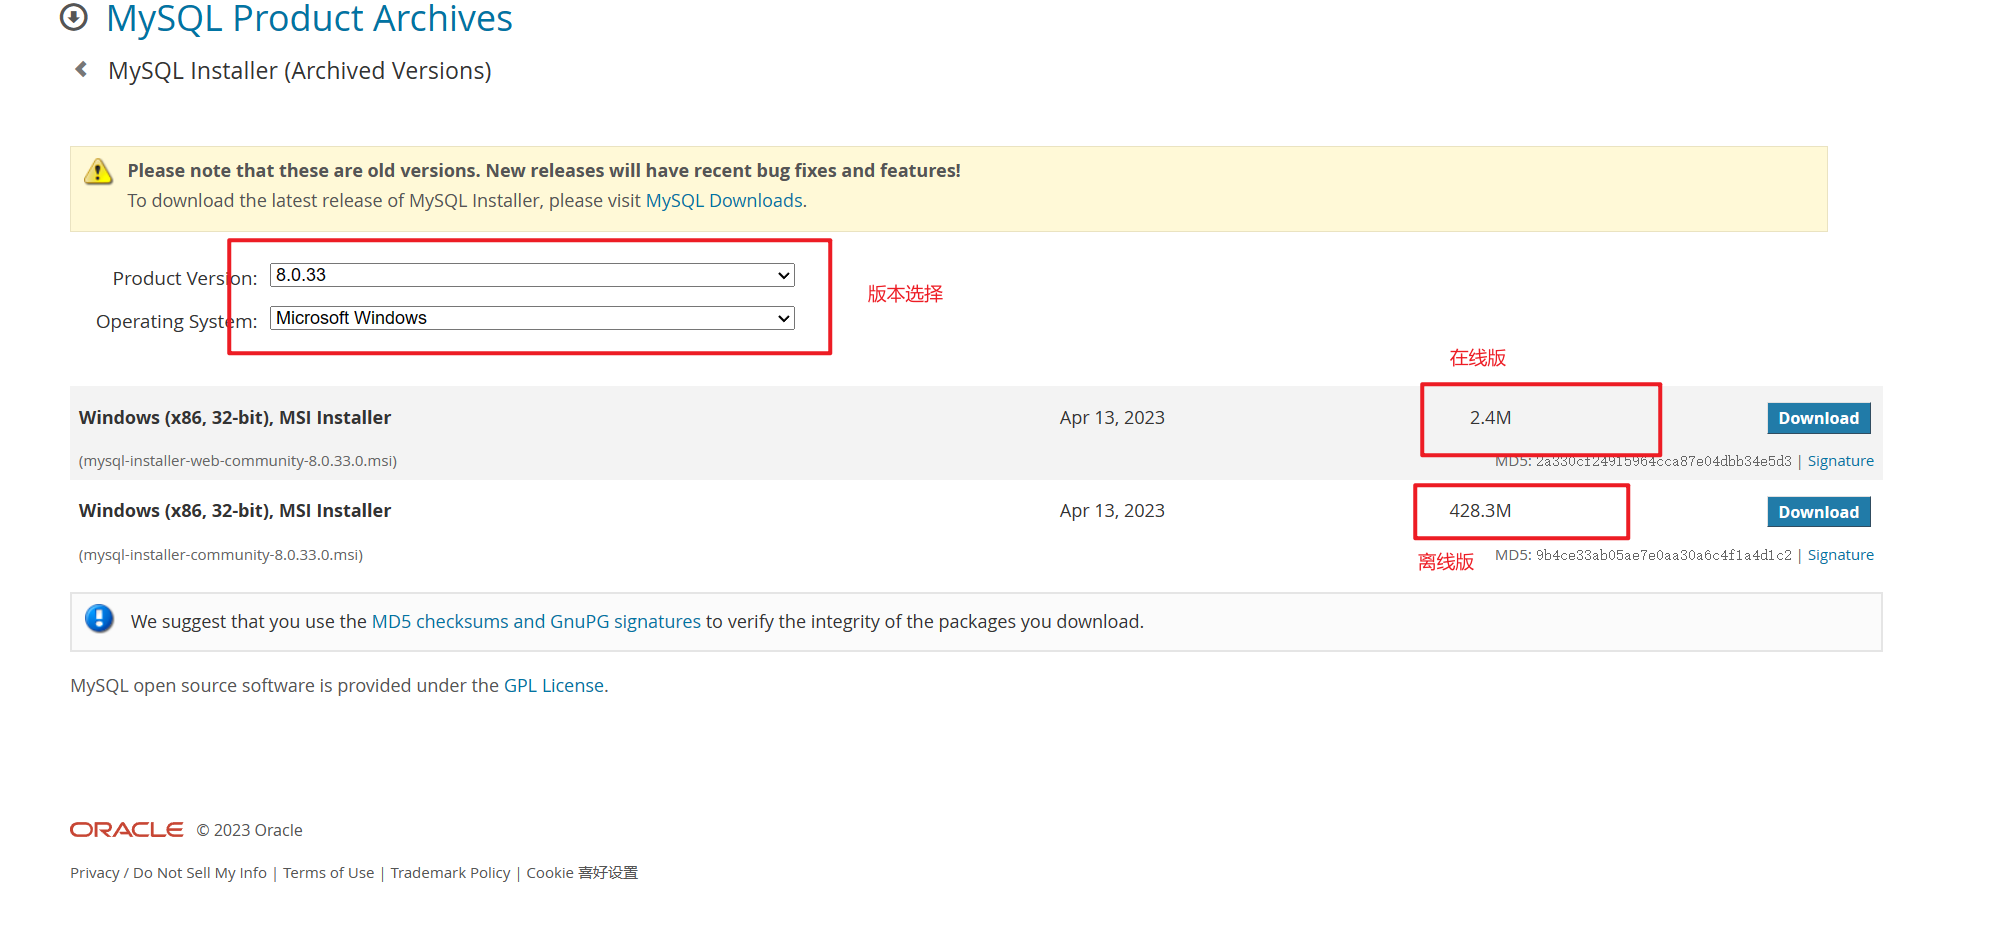 MySQL Product Archives
MySQL Installer (Archived Versions)
Please note that these are old versions. New releases will have recent bug fixes and features!
To download the latest release of MySQL Installer, please visit MySQL Downloads.
Product Version: 8.0.33
版本选择
Operating System: Microsoft Windows
在线版
Windows (x86, 32-bit), MSI Installer Apr 13, 2023 2.4M Download
(mysql-installer-web-community-8.0.33.0.msi) MD5: 2a330cf24915964cca87e04dbb34e5d3 | Signature
Windows (x86, 32-bit), MSI Installer Apr 13, 2023 428.3M Download
(mysql-installer-community-8.0.33.0.msi) MD5: 9b4ce33ab05ae7e0aa30a6c4f1a4d1c2 | Signature
离线版
We suggest that you use the MD5 checksums and GnuPG signatures to verify the integrity of the packages you download.
MySQL open source software is provided under the GPL License.
ORACLE © 2023 Oracle
Privacy / Do Not Sell My Info | Terms of Use | Trademark Policy | Cookie 喜好设置